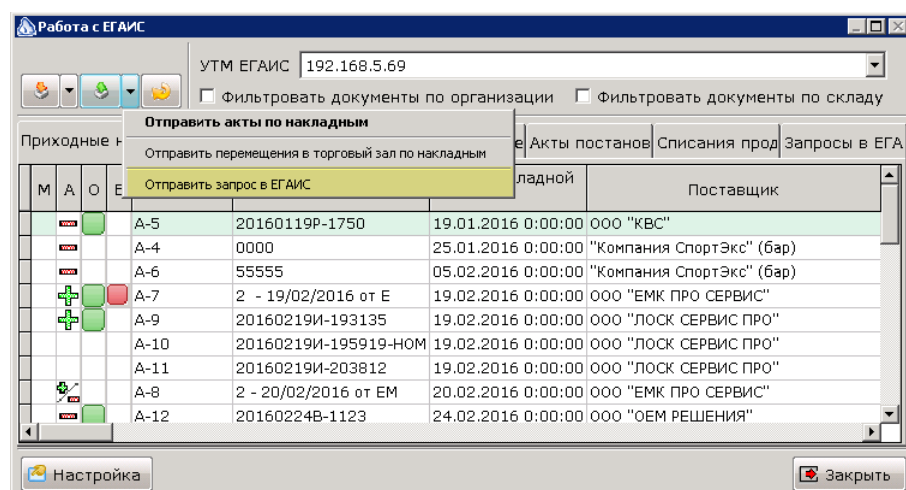 Работа с ЕГАИС
УТМ ЕГАИС 192.168.5.69
Фильтровать документы по организации Фильтровать документы по складу
Отправить акты по накладным
Отправить перемещения в торговый зал по накладным
Отправить запрос в ЕГАИС
Приходные н е Акты постанов Списания прод Запросы в ЕГА
М А О Е ладной Поставщик
А-5 20160119Р-1750 19.01.2016 0:00:00 ООО "КВС"
А-4 0000 25.01.2016 0:00:00 "Компания СпортЭкс" (бар)
А-6 55555 05.02.2016 0:00:00 "Компания СпортЭкс" (бар)
А-7 2 - 19/02/2016 от Е 19.02.2016 0:00:00 ООО "ЕМК ПРО СЕРВИС"
А-9 20160219И-193135 19.02.2016 0:00:00 ООО "ЛОСК СЕРВИС ПРО"
А-10 20160219И-195919-НОМ 19.02.2016 0:00:00 ООО "ЛОСК СЕРВИС ПРО"
А-11 20160219И-203812 19.02.2016 0:00:00 ООО "ЛОСК СЕРВИС ПРО"
А-8 2 - 20/02/2016 от ЕМ 20.02.2016 0:00:00 ООО "ЕМК ПРО СЕРВИС"
А-12 20160224В-1123 24.02.2016 0:00:00 ООО "ОЕМ РЕШЕНИЯ"
Настройка Закрыть